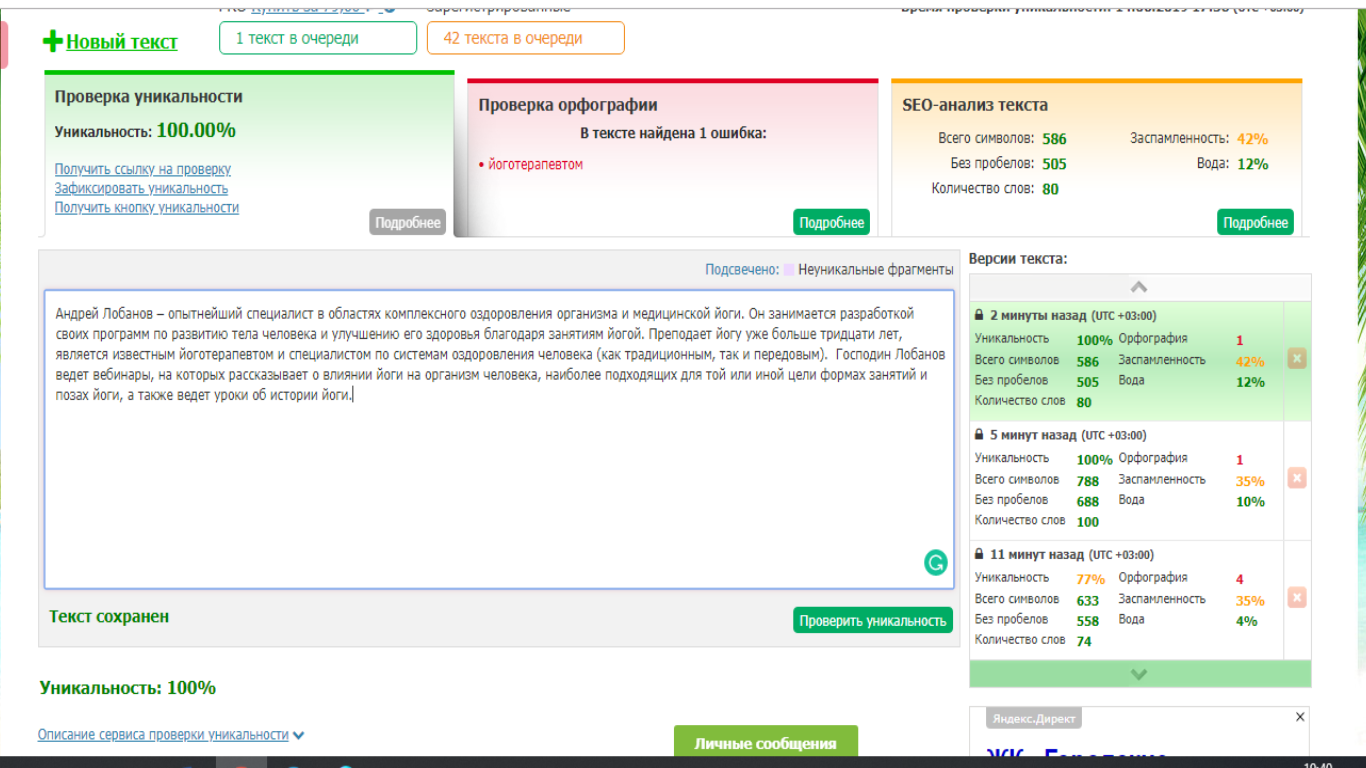 Новый текст
1 текст в очереди
42 текста в очереди
Проверка уникальности
Уникальность: 100.00%
Получить ссылку на проверку
Зафиксировать уникальность
Получить кнопку уникальности
Подробнее
Проверка орфографии
В тексте найдена 1 ошибка:
• йоготерапевтом
Подробнее
SEO-анализ текста
Всего символов: 586 Заспамленность: 42%
Без пробелов: 505 Вода: 12%
Количество слов: 80
Подробнее
Подсвечено: Неуникальные фрагменты
Андрей Лобанов – опытнейший специалист в областях комплексного оздоровления организма и медицинской йоги. Он занимается разработкой
своих программ по развитию тела человека и улучшению его здоровья благодаря занятиям йогой. Преподает йогу уже больше тридцати лет,
является известным йоготерапевтом и специалистом по системам оздоровления человека (как традиционным, так и передовым). Господин Лобанов
ведет вебинары, на которых рассказывает о влиянии йоги на организм человека, наиболее подходящих для той или иной цели формах занятий и
позах йоги, а также ведет уроки об истории йоги.
Текст сохранен
Проверить уникальность
Версии текста:
2 минуты назад (UTC +03:00)
Уникальность 100% Орфография 1
Всего символов 586 Заспамленность 42%
Без пробелов 505 Вода 12%
Количество слов 80
5 минут назад (UTC +03:00)
Уникальность 100% Орфография 1
Всего символов 788 Заспамленность 35%
Без пробелов 688 Вода 10%
Количество слов 100
11 минут назад (UTC +03:00)
Уникальность 77% Орфография 4
Всего символов 633 Заспамленность 35%
Без пробелов 558 Вода 4%
Количество слов 74
Уникальность: 100%
Описание сервиса проверки уникальности
Личные сообщения
Яндекс.Директ